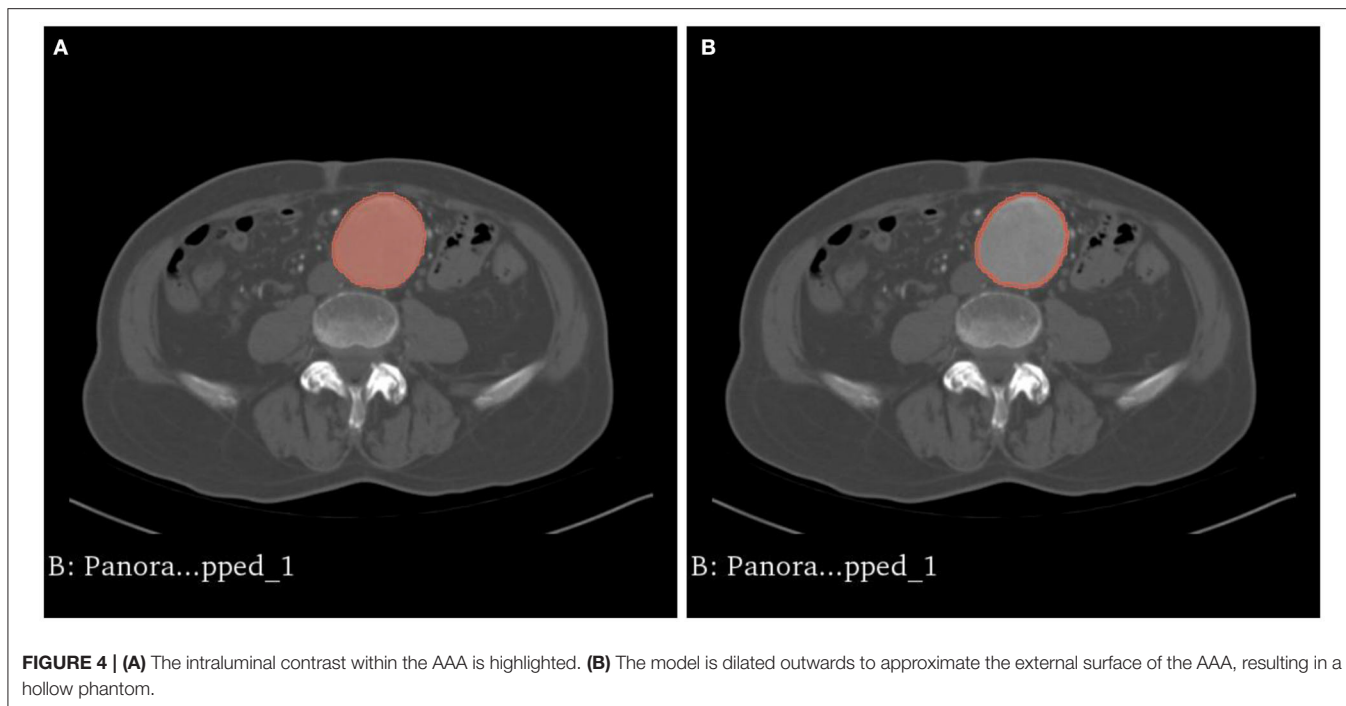 A
B
B: Panora...pped_1
B: Panora...pped_1
FIGURE 4 | (A) The intraluminal contrast within the AAA is highlighted. (B) The model is dilated outwards to approximate the external surface of the AAA, resulting in a
hollow phantom.